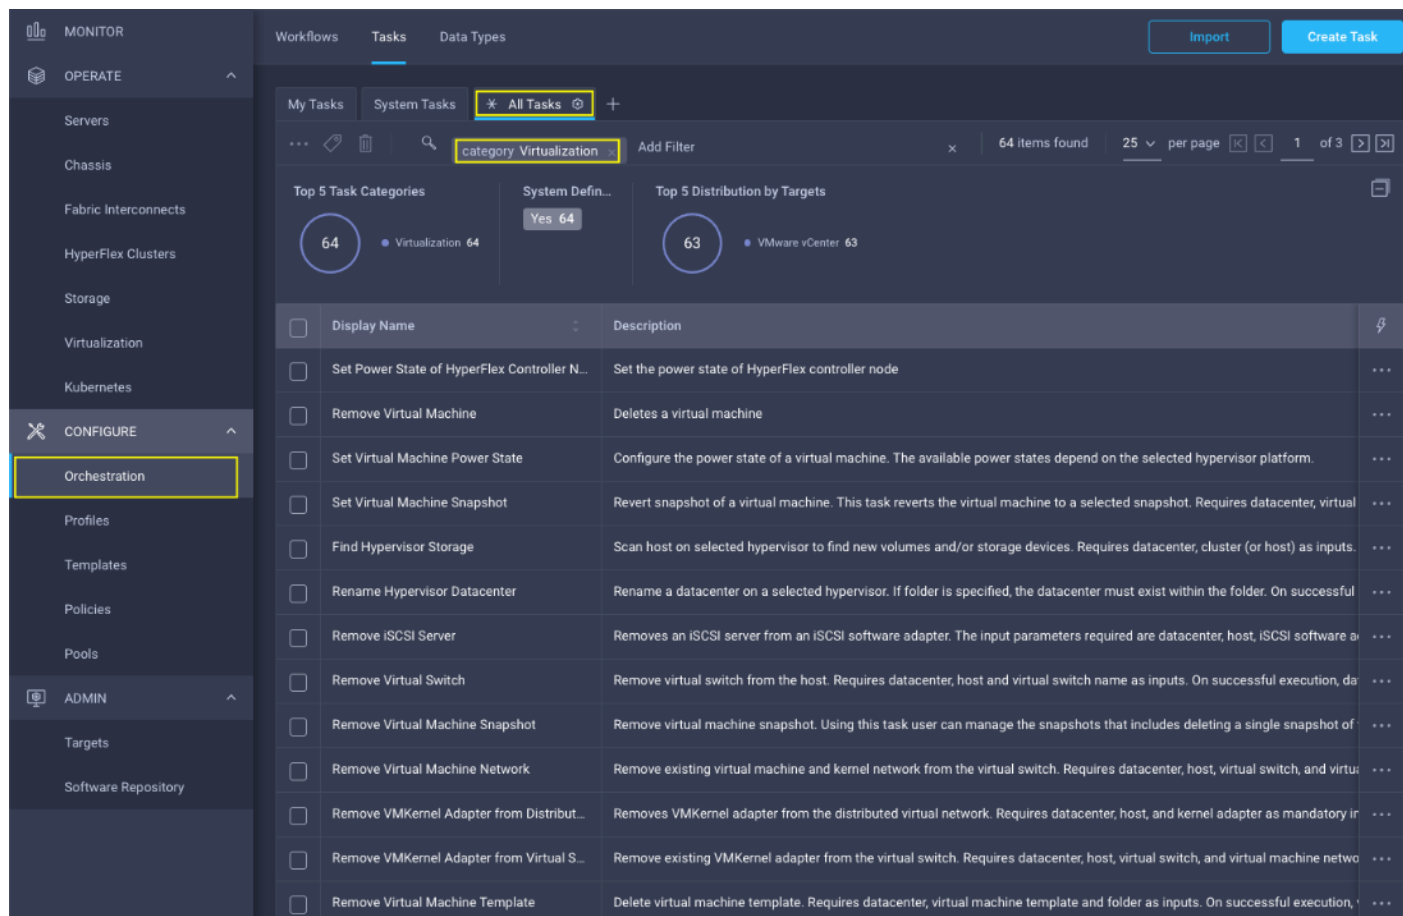 MONITOR
OPERATE
Servers
Chassis
Fabric Interconnects
HyperFlex Clusters
Storage
Virtualization
Kubernetes
CONFIGURE
Orchestration
Profiles
Templates
Policies
Pools
ADMIN
Targets
Software Repository
Workflows Tasks Data Types Import Create Task
My Tasks System Tasks All Tasks
category Virtualization × Add Filter × 64 items found 25 per page 1 of 3
Top 5 Task Categories
64 Virtualization 64
System Defin...
Yes 64
Top 5 Distribution by Targets
63 VMware vCenter 63
Display Name Description
Set Power State of HyperFlex Controller N... Set the power state of HyperFlex controller node
Remove Virtual Machine Deletes a virtual machine
Set Virtual Machine Power State Configure the power state of a virtual machine. The available power states depend on the selected hypervisor platform.
Set Virtual Machine Snapshot Revert snapshot of a virtual machine. This task reverts the virtual machine to a selected snapshot. Requires datacenter, virtual
Find Hypervisor Storage Scan host on selected hypervisor to find new volumes and/or storage devices. Requires datacenter, cluster (or host) as inputs.
Rename Hypervisor Datacenter Rename a datacenter on a selected hypervisor. If folder is specified, the datacenter must exist within the folder. On successful
Remove iSCSI Server Removes an iSCSI server from an iSCSI software adapter. The input parameters required are datacenter, host, iSCSI software
Remove Virtual Switch Remove virtual switch from the host. Requires datacenter, host and virtual switch name as inputs. On successful execution,
Remove Virtual Machine Snapshot Remove virtual machine snapshot. Using this task user can manage the snapshots that includes deleting a single snapshot of
Remove Virtual Machine Network Remove existing virtual machine and kernel network from the virtual switch. Requires datacenter, host, virtual switch, and
Remove VMKernel Adapter from Distribut... Removes VMKernel adapter from the distributed virtual network. Requires datacenter, host, and kernel adapter as mandatory
Remove VMKernel Adapter from Virtual S... Remove existing VMKernel adapter from the virtual switch. Requires datacenter, host, virtual switch, and virtual machine
Remove Virtual Machine Template Delete virtual machine template. Requires datacenter, virtual machine template and folder as inputs. On successful execution,